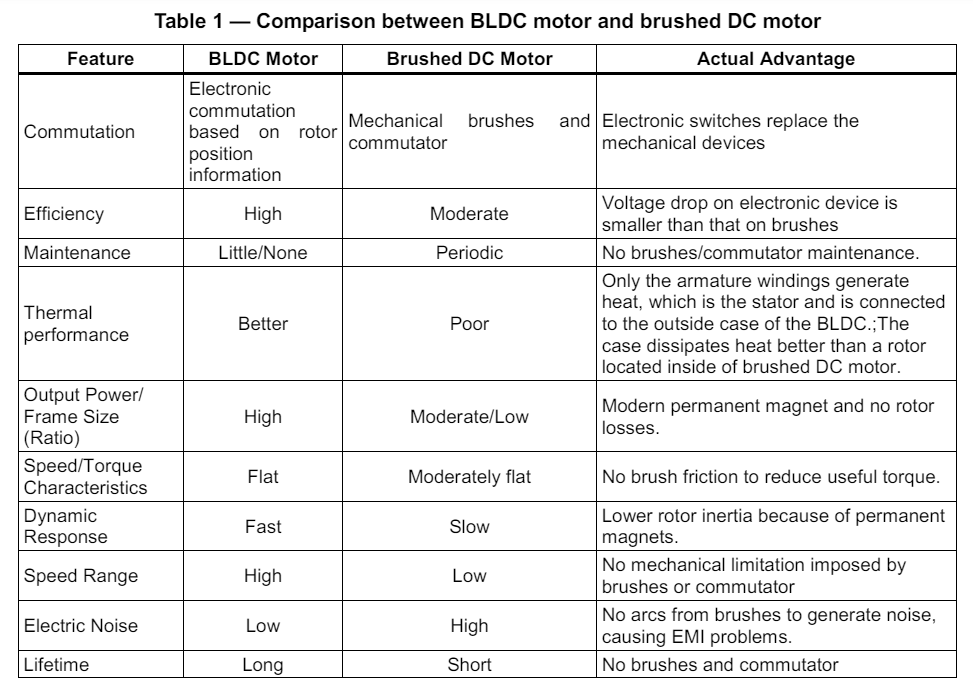 Table 1 — Comparison between BLDC motor and brushed DC motor
Feature
BLDC Motor
Brushed DC Motor
Actual Advantage
Commutation
Electronic
commutation
based on rotor
position
information
Mechanical brushes and
commutator
Electronic switches replace the
mechanical devices
Efficiency
High
Moderate
Voltage drop on electronic device is
smaller than that on brushes
Maintenance
Little/None
Periodic
No brushes/commutator maintenance.
Thermal
performance
Better
Poor
Only the armature windings generate
heat, which is the stator and is connected
to the outside case of the BLDC.;The
case dissipates heat better than a rotor
located inside of brushed DC motor.
Output Power/
Frame Size
(Ratio)
High
Moderate/Low
Modern permanent magnet and no rotor
losses.
Speed/Torque
Characteristics
Flat
Moderately flat
No brush friction to reduce useful torque.
Dynamic
Response
Fast
Slow
Lower rotor inertia because of permanent
magnets.
Speed Range
High
Low
No mechanical limitation imposed by
brushes or commutator
Electric Noise
Low
High
No arcs from brushes to generate noise,
causing EMI problems.
Lifetime
Long
Short
No brushes and commutator